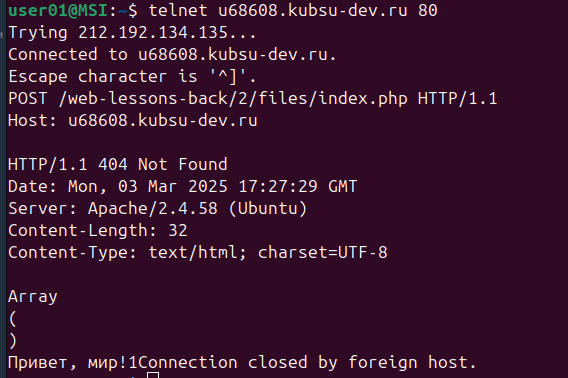 user01@MSI:~$ telnet u68608.kubsu-dev.ru 80
Trying 212.192.134.135...
Connected to u68608.kubsu-dev.ru.
Escape character is '^]'.
POST /web-lessons-back/2/files/index.php HTTP/1.1
Host: u68608.kubsu-dev.ru

HTTP/1.1 404 Not Found
Date: Mon, 03 Mar 2025 17:27:29 GMT
Server: Apache/2.4.58 (Ubuntu)
Content-Length: 32
Content-Type: text/html; charset=UTF-8

Array
(
)
Привет, мир!1Connection closed by foreign host.